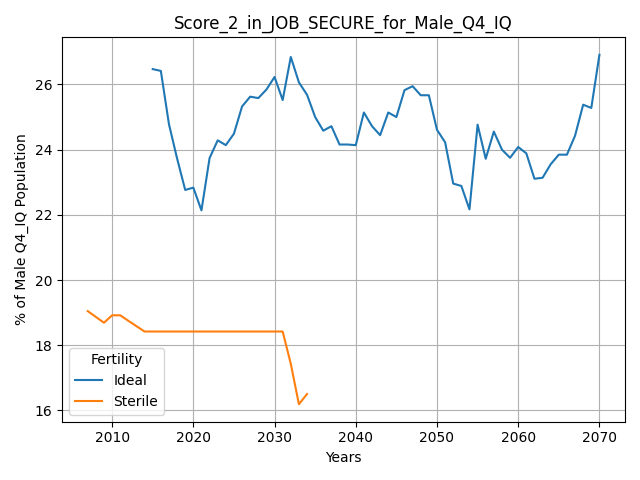 Score_2_in_JOB_SECURE_for_Male_Q4_IQ
% of Male Q4_IQ Population
26
24
22
20
18
16
Fertility
Ideal
Sterile
2010 2020 2030 2040 2050 2060 2070
Years